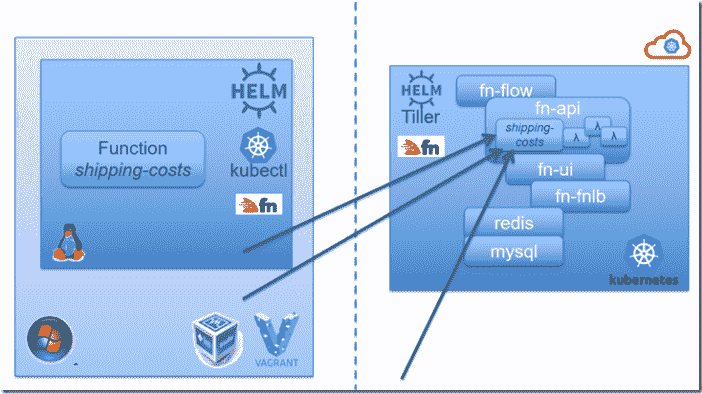 HELM
Function
shipping-costs
kubectl
fn
VAGRANT
HELM
Tiller
fn
fn-flow
fn-api
shipping-
costs
λ
λ
λ
fn-ui
fn-fnlb
redis
mysql
kubernetes